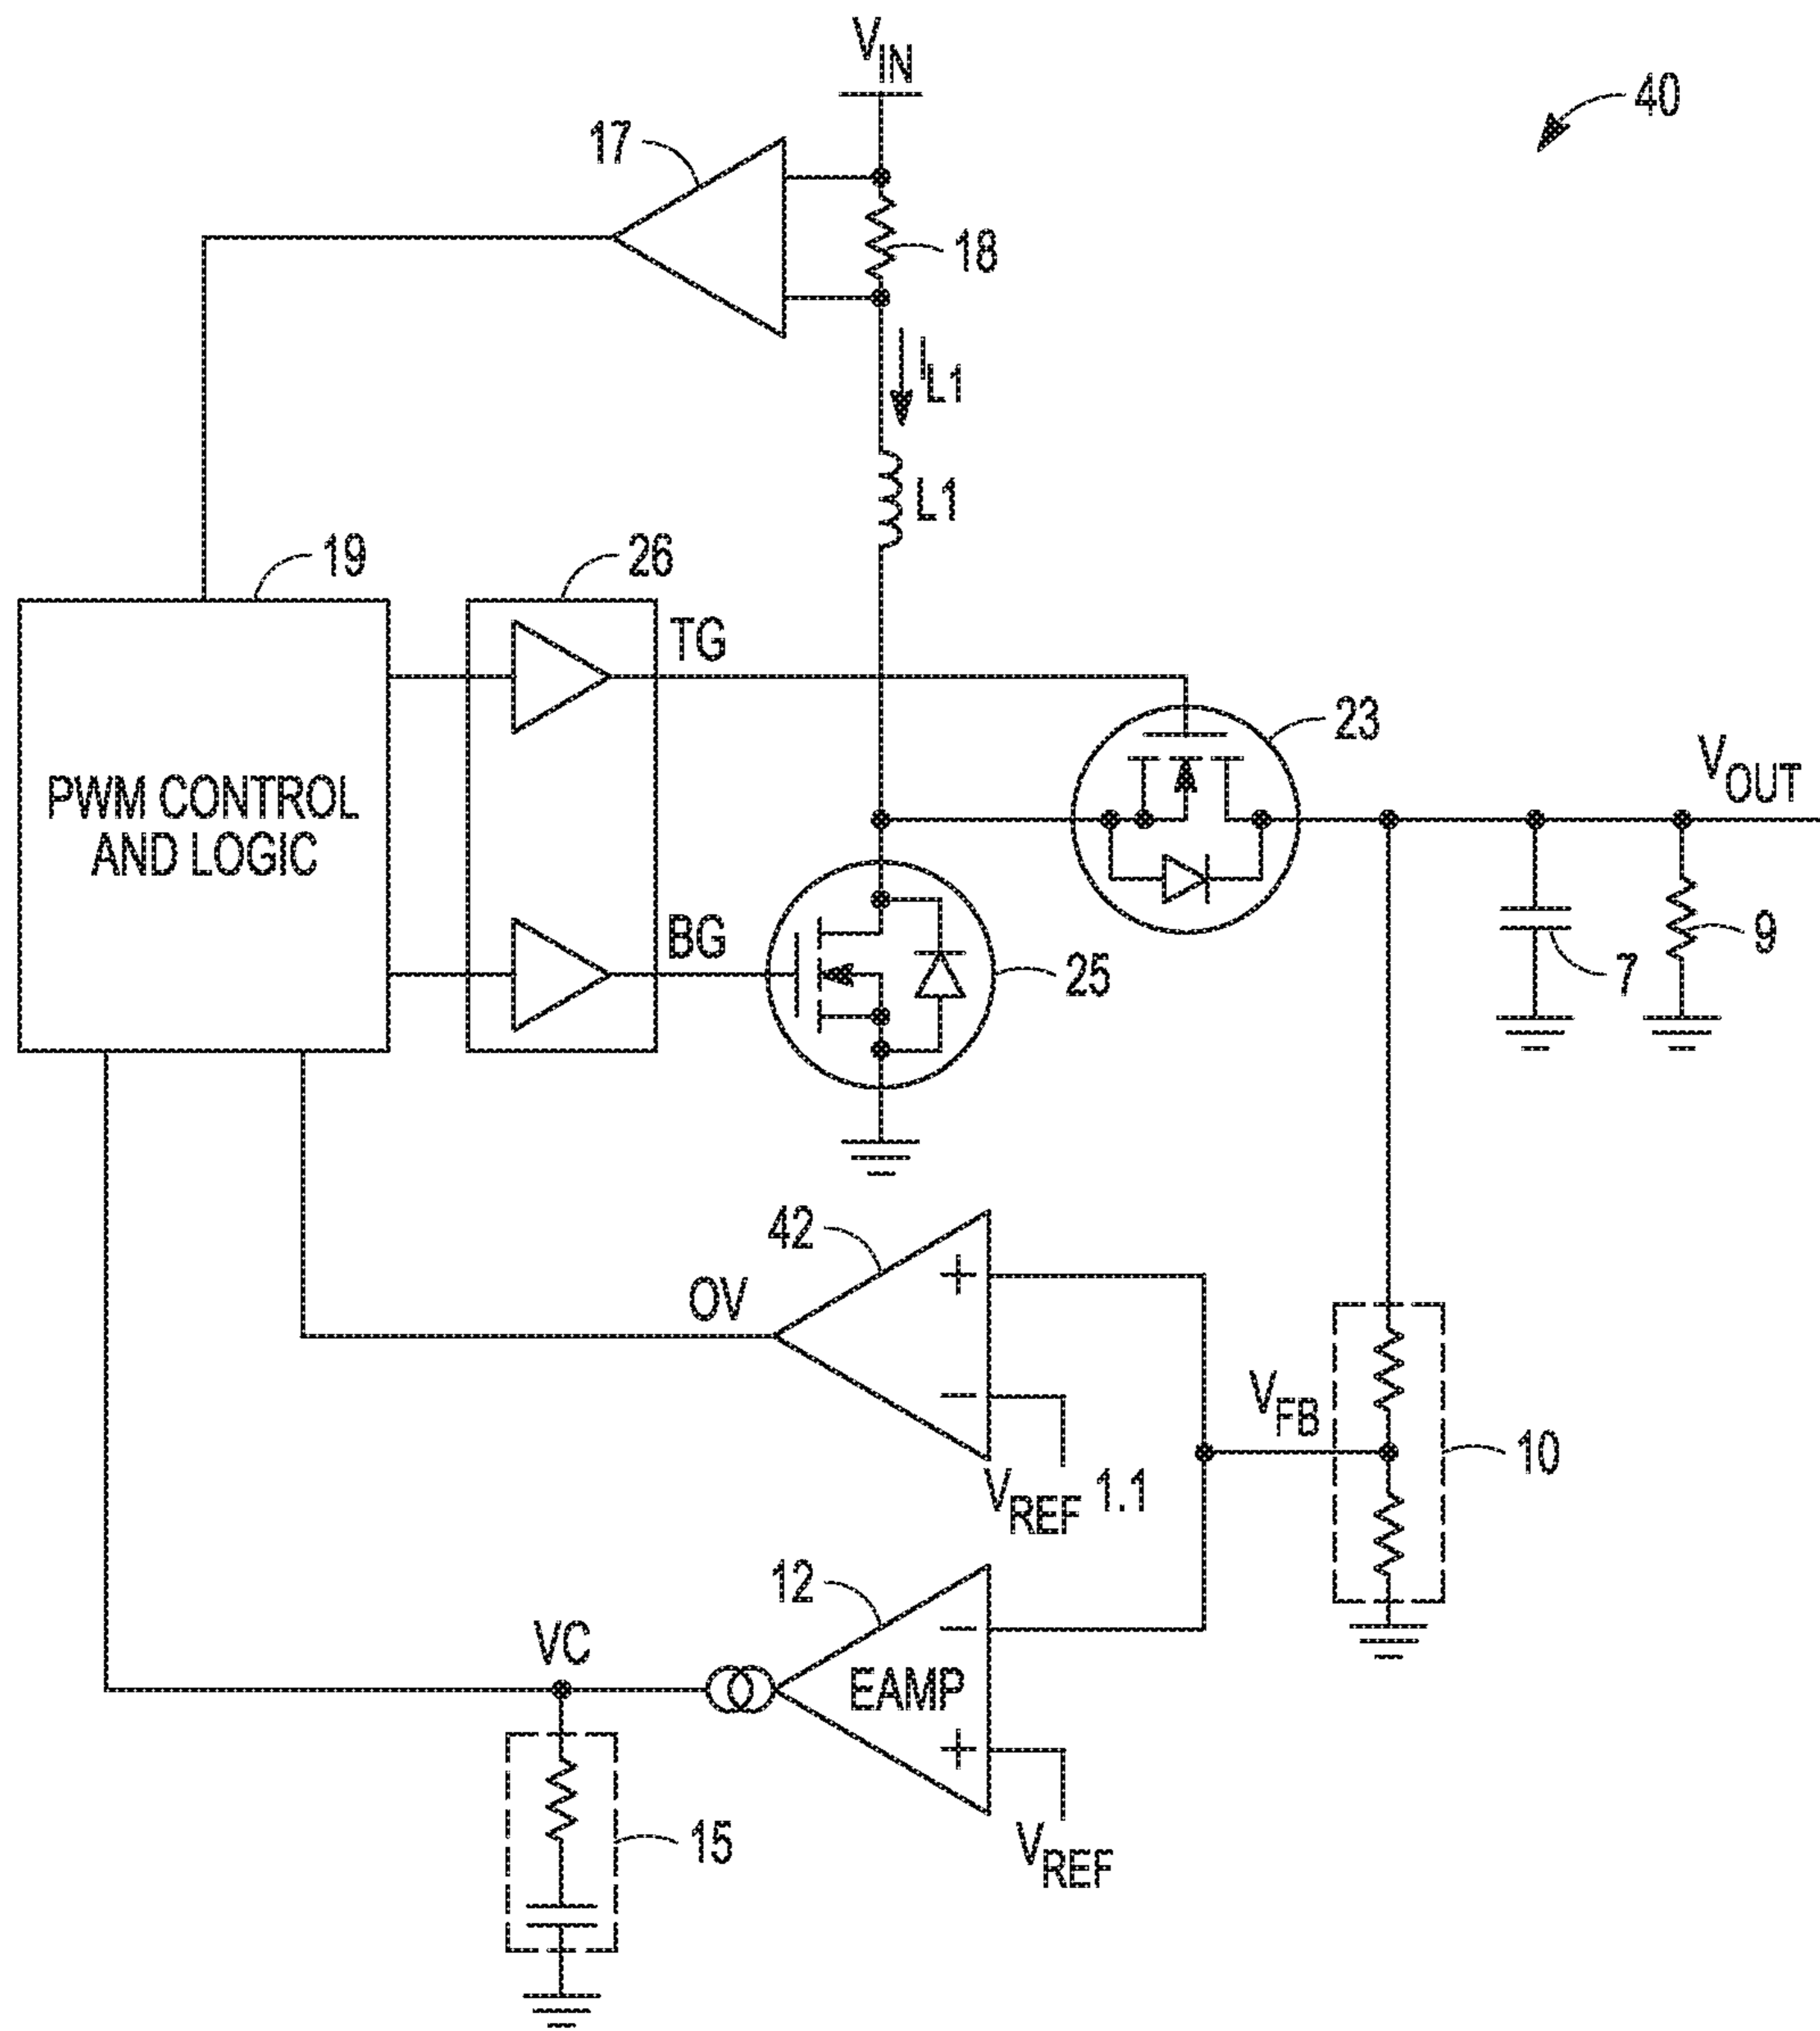 VIN
40
17
18
IL1
L1
19
26
TG
23
VOUT
PWM CONTROL
AND LOGIC
BG
25
7
9
42
OV
VFB
10
VREF 1.1
12
VC
EAMP
15
VREF